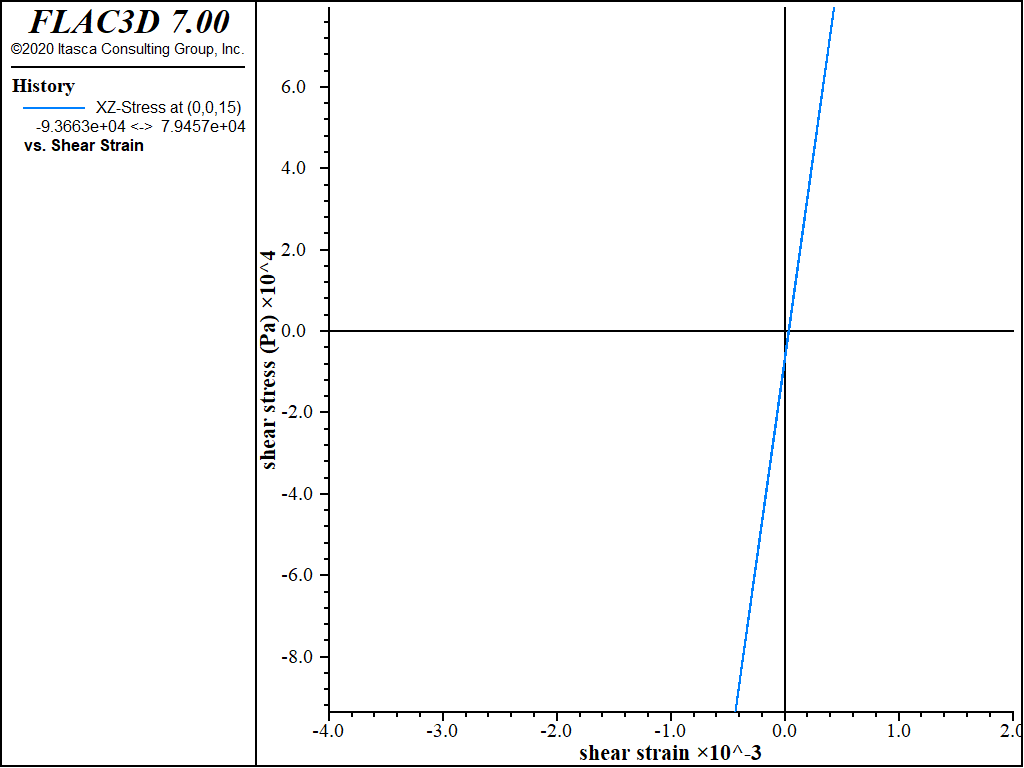 FLAC3D 7.00
©2020 Itasca Consulting Group, Inc.
History
XZ-Stress at (0,0,15)
-9.3663e+04 <-> 7.9457e+04
vs. Shear Strain
6.0
4.0
2.0
0.0
-2.0
-4.0
-6.0
-8.0
shear stress (Pa) ×10^4
-4.0 -3.0 -2.0 -1.0 0.0 1.0 2.0
shear strain ×10^-3